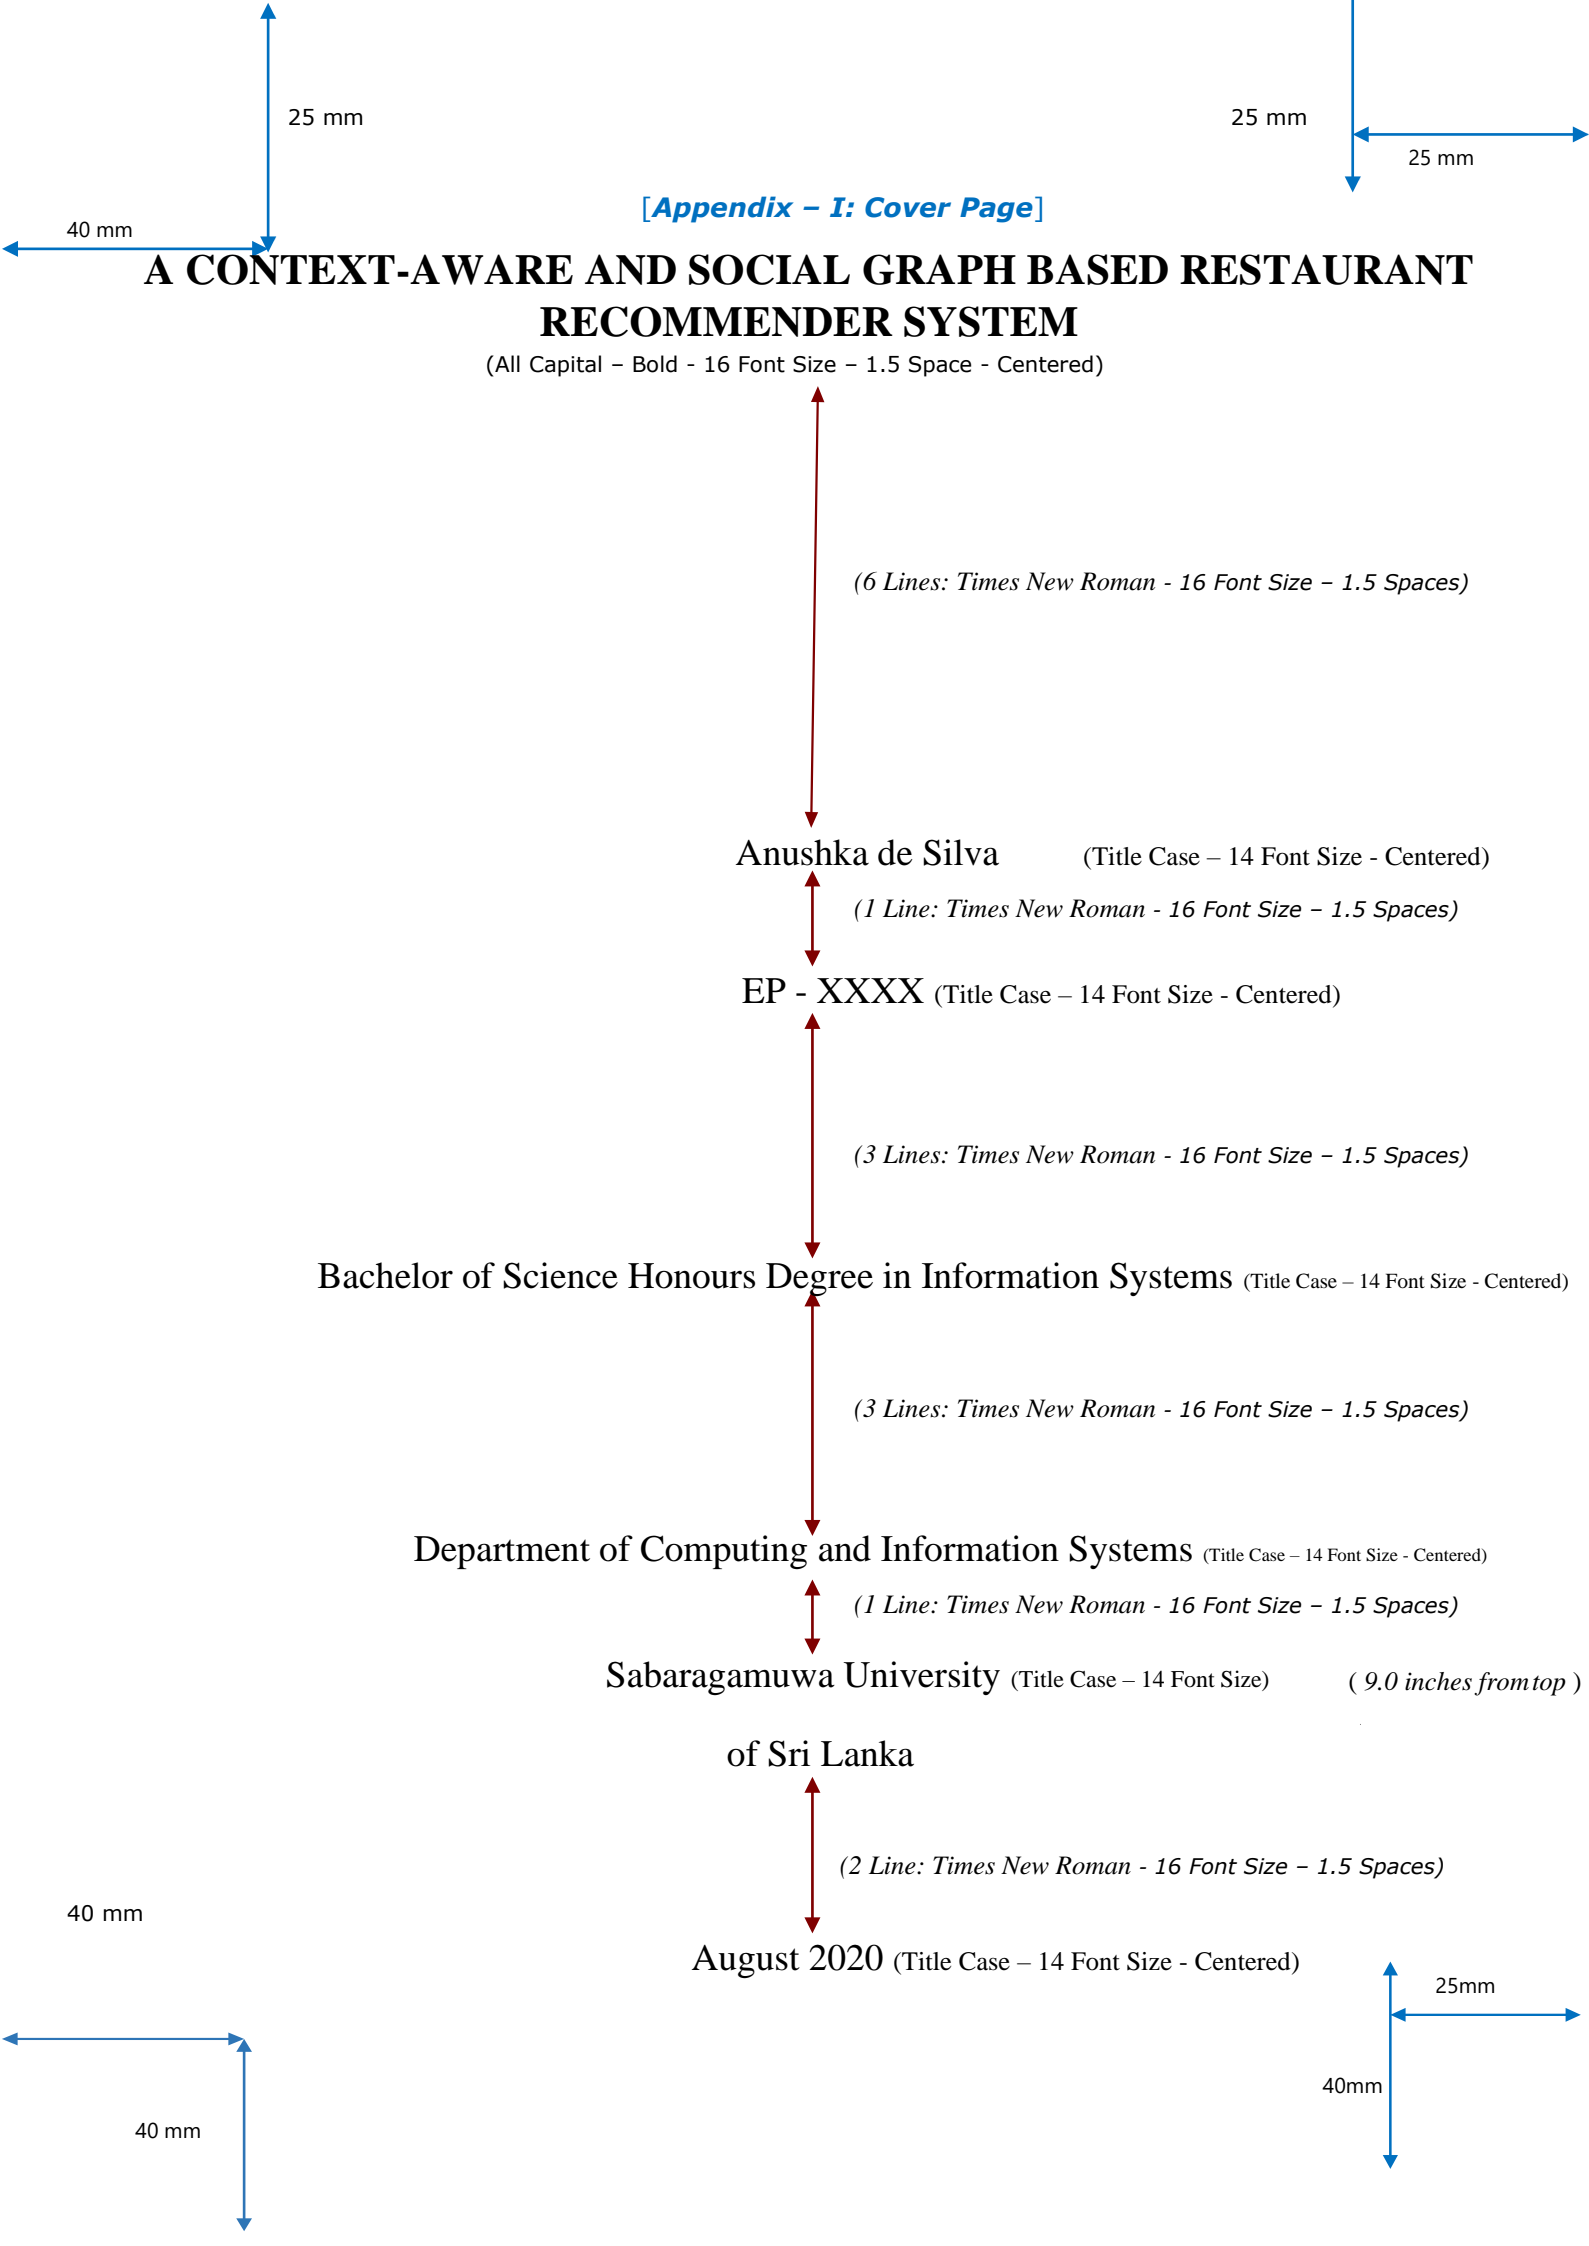 25 mm
25 mm
25 mm
[Appendix – I: Cover Page]
40 mm
A CONTEXT-AWARE AND SOCIAL GRAPH BASED RESTAURANT
RECOMMENDER SYSTEM
(All Capital – Bold - 16 Font Size – 1.5 Space - Centered)
(6 Lines: Times New Roman - 16 Font Size – 1.5 Spaces)
Anushka de Silva (Title Case – 14 Font Size - Centered)
(1 Line: Times New Roman - 16 Font Size – 1.5 Spaces)
EP - XXXX (Title Case – 14 Font Size - Centered)
(3 Lines: Times New Roman - 16 Font Size – 1.5 Spaces)
Bachelor of Science Honours Degree in Information Systems (Title Case – 14 Font Size - Centered)
(3 Lines: Times New Roman - 16 Font Size – 1.5 Spaces)
Department of Computing and Information Systems (Title Case – 14 Font Size - Centered)
(1 Line: Times New Roman - 16 Font Size – 1.5 Spaces)
Sabaragamuwa University (Title Case – 14 Font Size) ( 9.0 inches from top )
of Sri Lanka
(2 Line: Times New Roman - 16 Font Size – 1.5 Spaces)
40 mm
August 2020 (Title Case – 14 Font Size - Centered)
25mm
40mm
40 mm